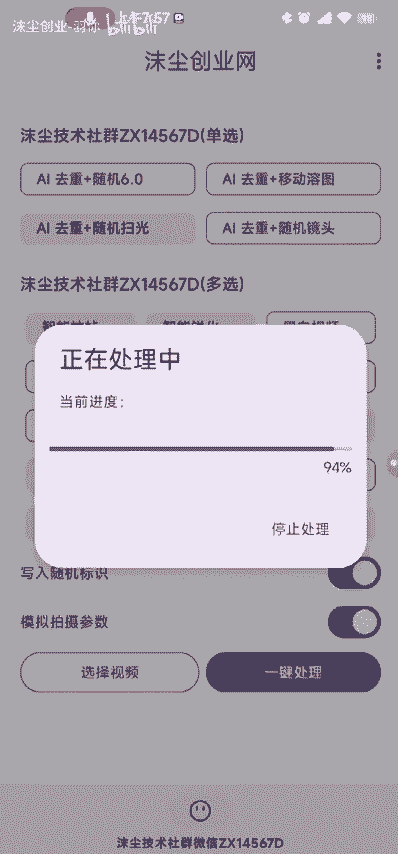 沫尘创业-羽你 bilibili
上午7:57
沫尘创业网
沫尘技术社群ZX14567D(单选)
AI 去重+随机6.0 AI 去重+移动溶图
AI 去重+随机扫光 AI 去重+随机镜头
沫尘技术社群ZX14567D(多选)
正在处理中
当前进度：
94%
停止处理
写入随机标识
模拟拍摄参数
选择视频 一键处理
沫尘技术社群微信ZX14567D